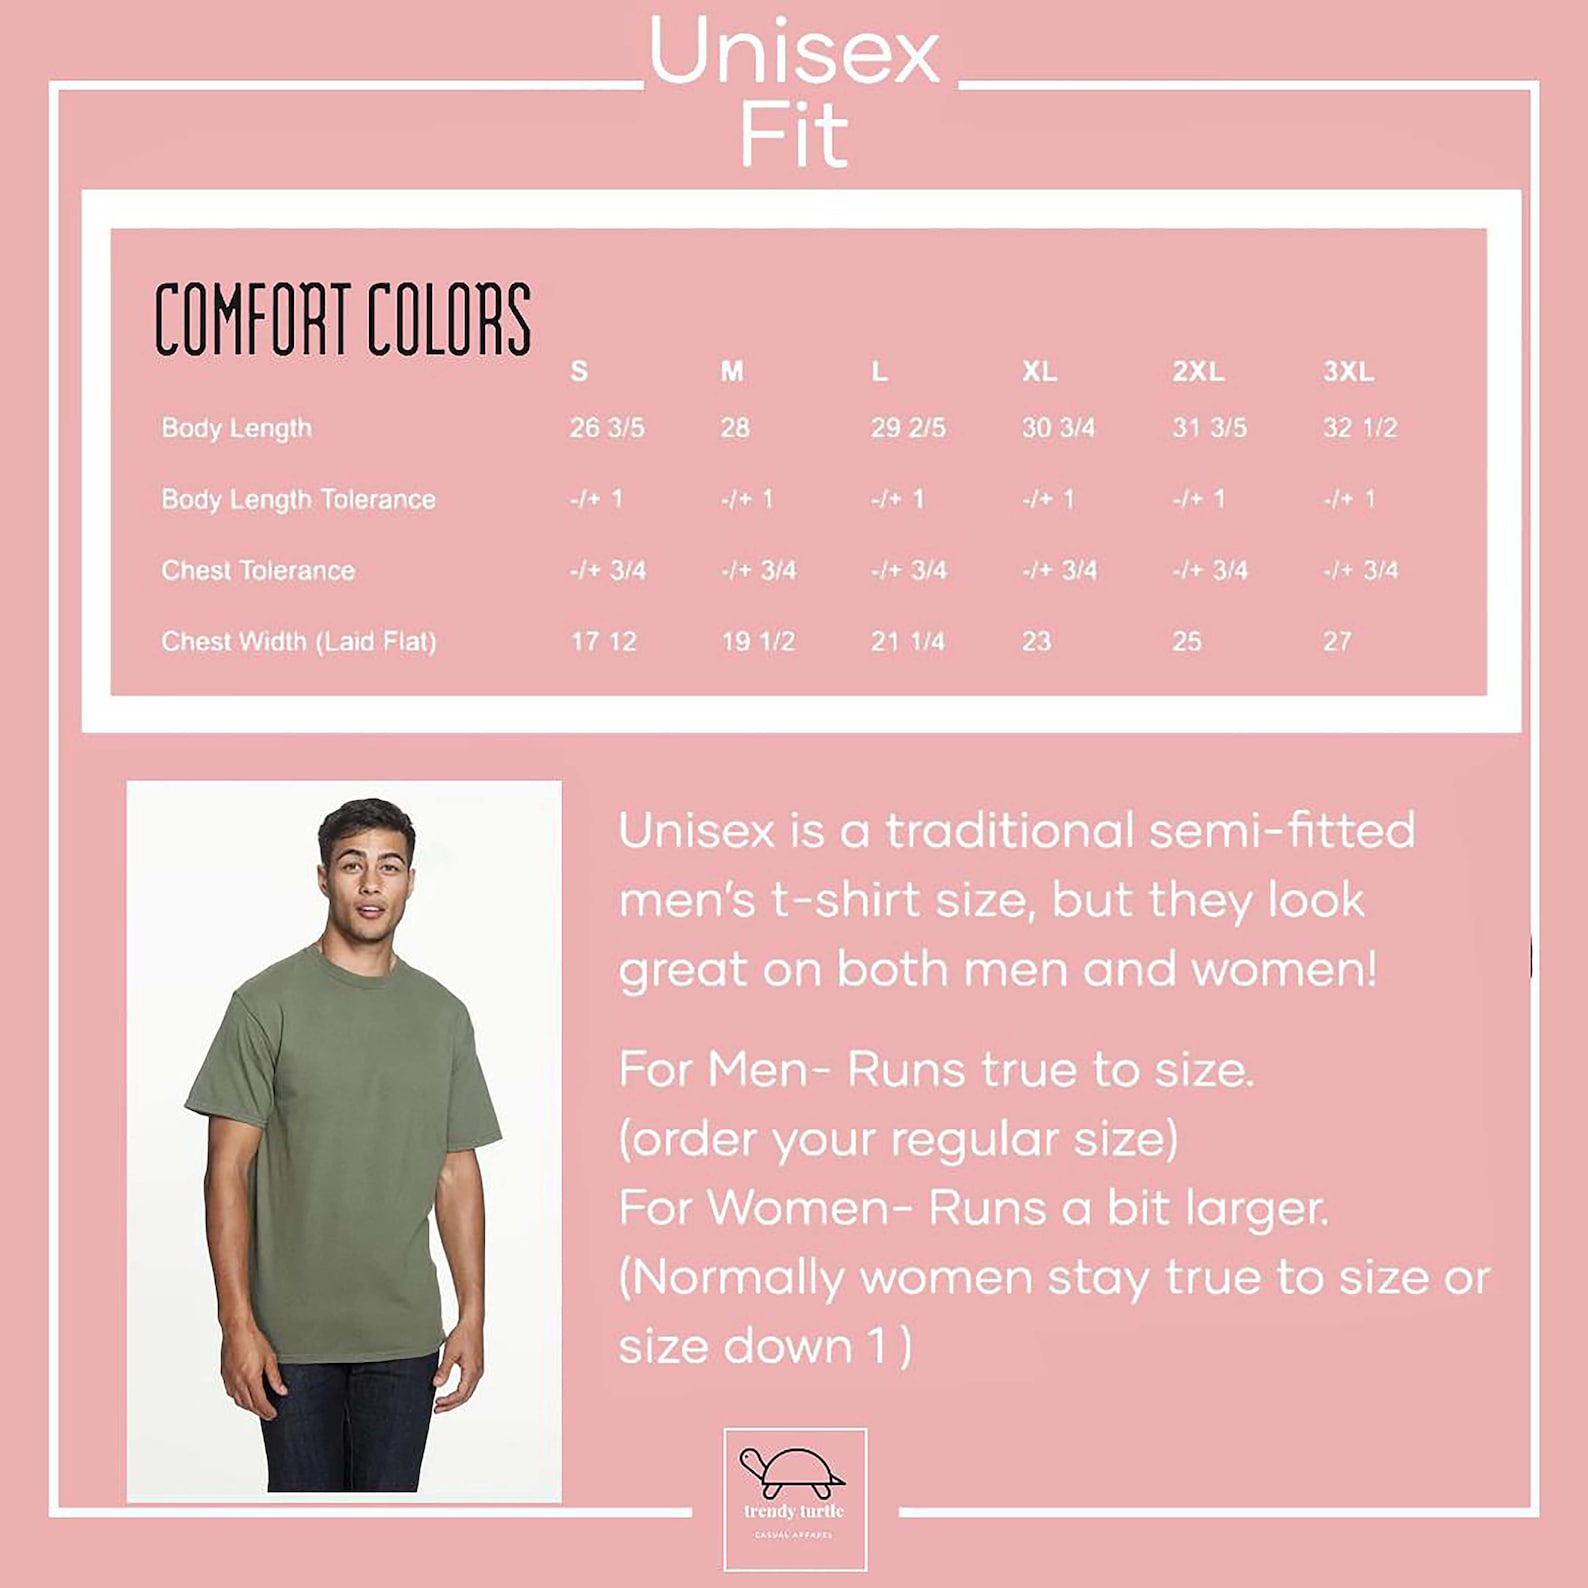 Unisex
Fit
COMFORT COLORS
S M L XL 2XL 3XL
Body Length 26 3/5 28 29 2/5 30 3/4 31 3/5 32 1/2
Body Length Tolerance -/+ 1 -/+ 1 -/+ 1 -/+ 1 -/+ 1 -/+ 1
Chest Tolerance -/+ 3/4 -/+ 3/4 -/+ 3/4 -/+ 3/4 -/+ 3/4 -/+ 3/4
Chest Width (Laid Flat) 17 12 19 1/2 21 1/4 23 25 27
Unisex is a traditional semi-fitted
men's t-shirt size, but they look
great on both men and women!
For Men- Runs true to size.
(order your regular size)
For Women- Runs a bit larger.
(Normally women stay true to size or
size down 1 )
trendy turtle
CASUAL APPAREL